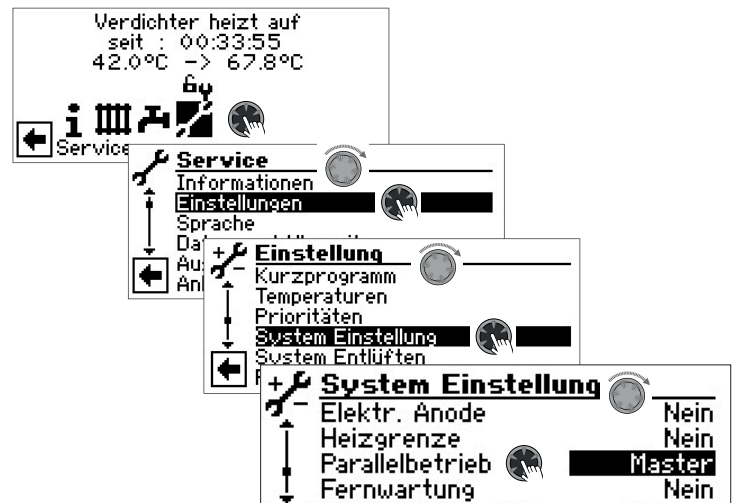 Verdichter heizt auf
seit : 00:33:55
42.0°C -> 67.8°C
Service
Service
Informationen
Einstellungen
Sprache
Einstellung
Kurzprogramm
Temperaturen
Prioritäten
System Einstellung
System Entlüften
System Einstellung
Elektr. Anode Nein
Heizgrenze Nein
Parallelbetrieb Master
Fernwartung Nein